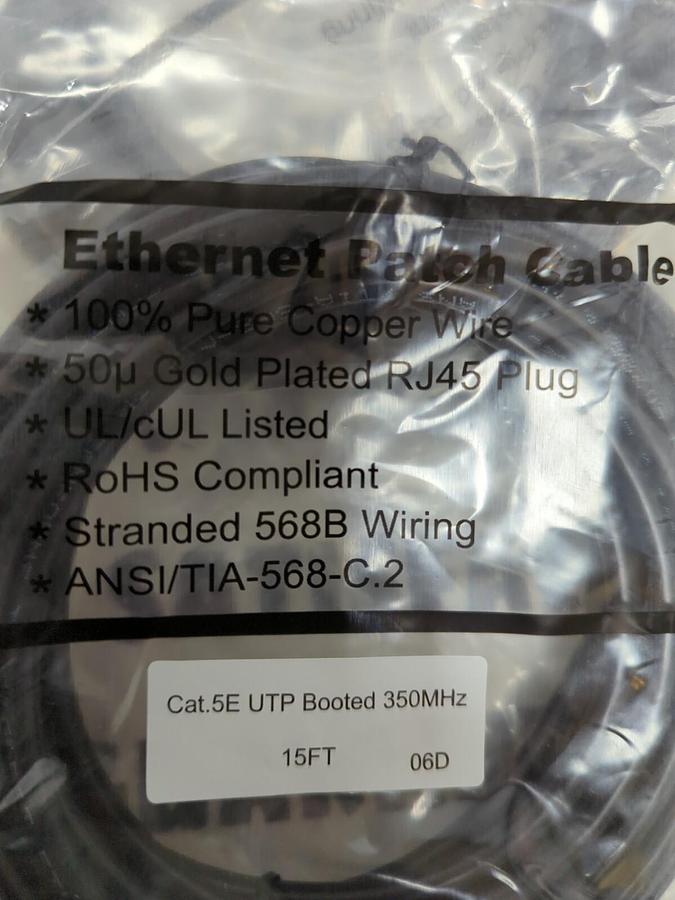 Ethernet Patch Cable
* 100% Pure Copper Wire
* 50µ Gold Plated RJ45 Plug
* UL/cUL Listed
* RoHS Compliant
* Stranded 568B Wiring
* ANSI/TIA-568-C.2
Cat.5E UTP Booted 350MHz
15FT 06D